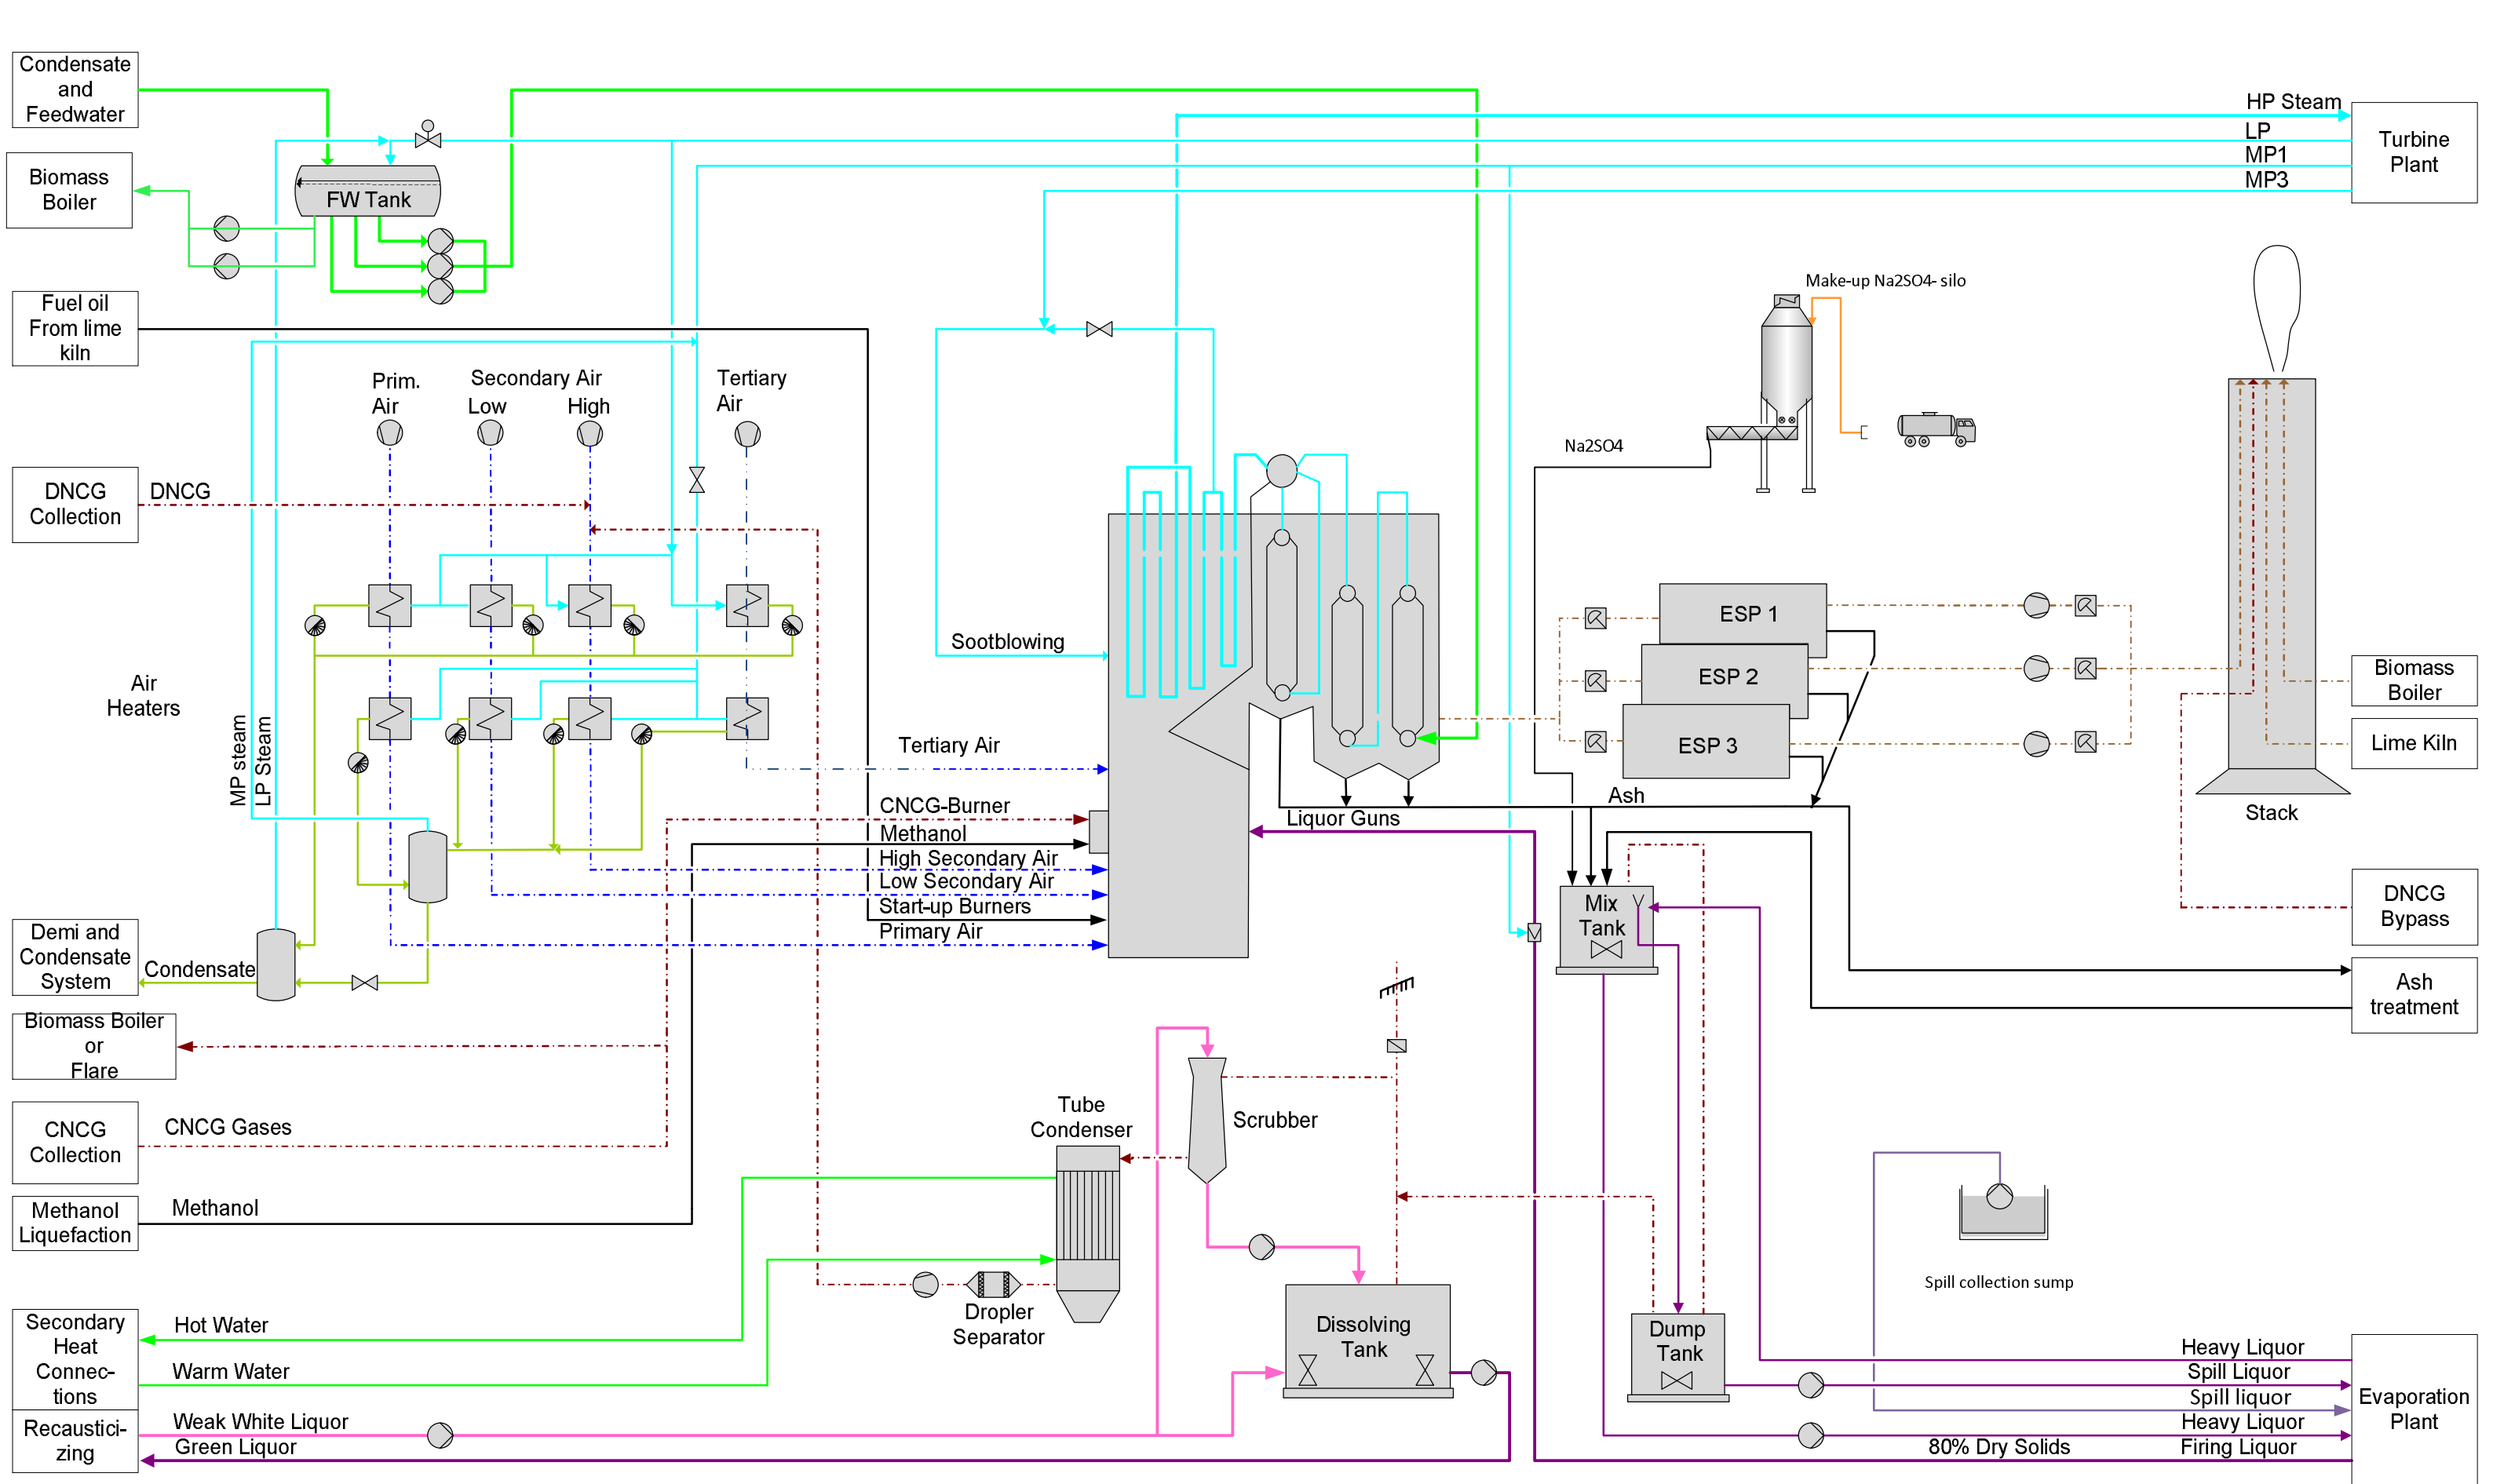 Condensate
and
Feedwater
HP Steam
LP
MP1
MP3
Turbine
Plant
Biomass
Boiler
FW Tank
Make-up Na2SO4- silo
Fuel oil
From lime
kiln
Prim.
Air
Secondary Air
Low
High
Tertiary
Air
Na2SO4
DNCG
Collection
DNCG
ESP 1
ESP 2
ESP 3
Sootblowing
Air
Heaters
MP steam
LP Steam
Biomass
Boiler
Lime Kiln
Stack
Tertiary Air
CNCG-Burner
Methanol
High Secondary Air
Low Secondary Air
Start-up Burners
Primary Air
Ash
Liquor Guns
Mix
Tank
DNCG
Bypass
Demi and
Condensate
System
Condensate
Ash
treatment
Biomass Boiler
or
Flare
CNCG
Collection
CNCG Gases
Tube
Condenser
Scrubber
Methanol
Liquefaction
Methanol
Spill collection sump
Dropler
Separator
Dissolving
Tank
Dump
Tank
Secondary
Heat
Connec-
tions
Hot Water
Warm Water
Recaustici-
zing
Weak White Liquor
Green Liquor
Heavy Liquor
Spill Liquor
Spill liquor
Heavy Liquor
80% Dry Solids
Firing Liquor
Evaporation
Plant